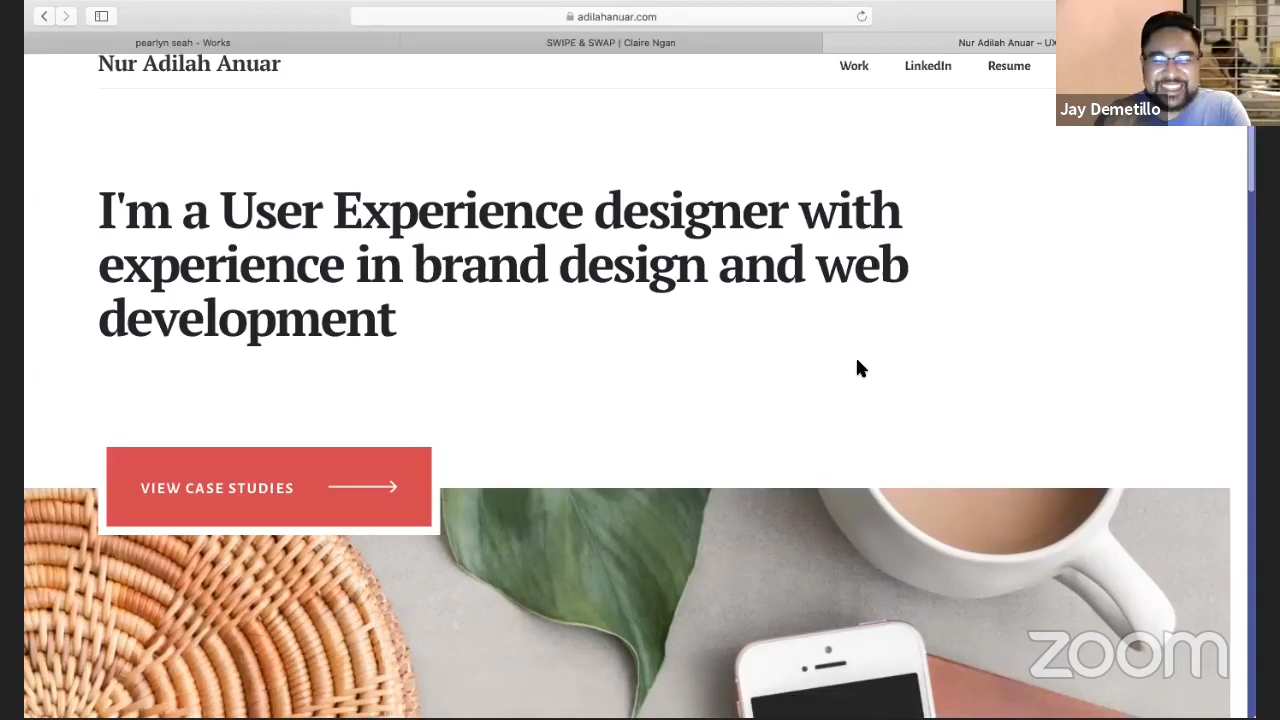 adilahanuar.com
pearlyn seah - Works
SWIPE & SWAP | Claire Ngan
Nur Adilah Anuar – UX
Nur Adilah Anuar
Work
LinkedIn
Resume
Jay Demetillo
I'm a User Experience designer with
experience in brand design and web
development
VIEW CASE STUDIES
zoom